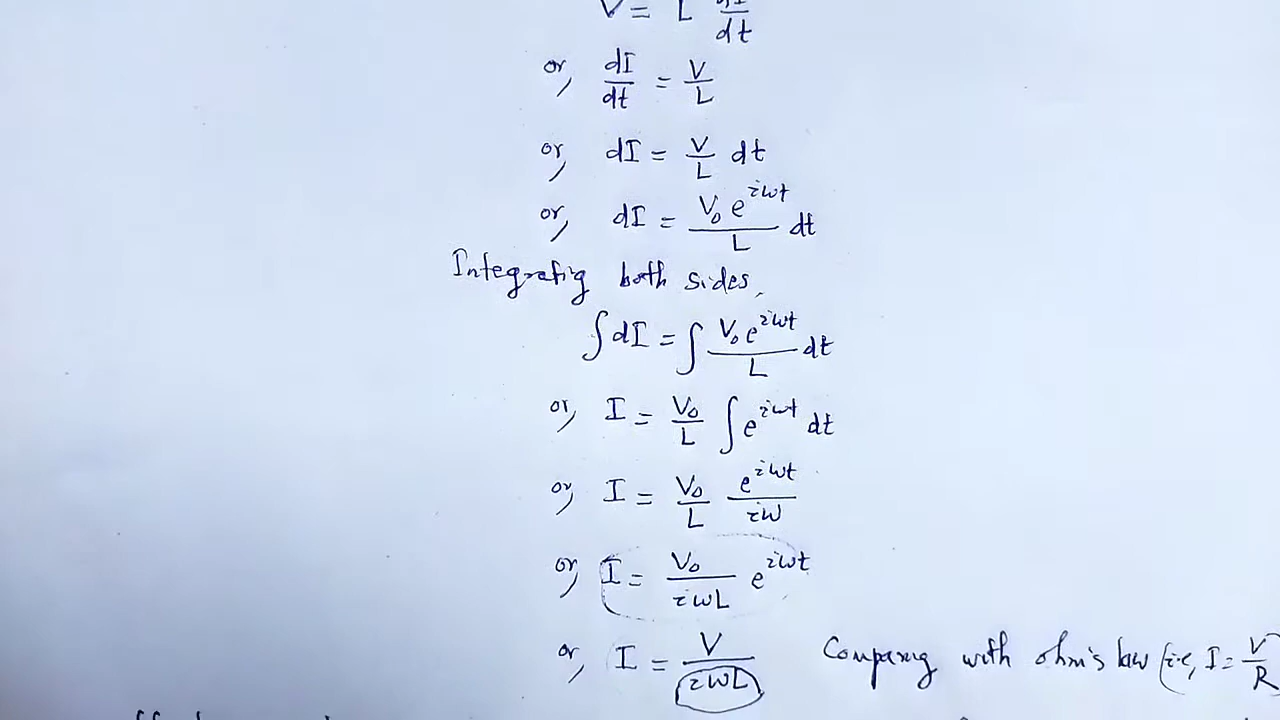 V = L dI/dt
or, dI/dt = V/L
or, dI = V/L dt
or, dI = V₀ e^{iωt}/L dt
Integrating both sides,
∫dI = ∫ V₀ e^{iωt}/L dt
or, I = V₀/L ∫ e^{iωt} dt
or, I = V₀/L e^{iωt}/iω
or, I = V₀/iωL e^{iωt}
or, I = V/iωL Comparing with ohm's law (i.e, I = V/R